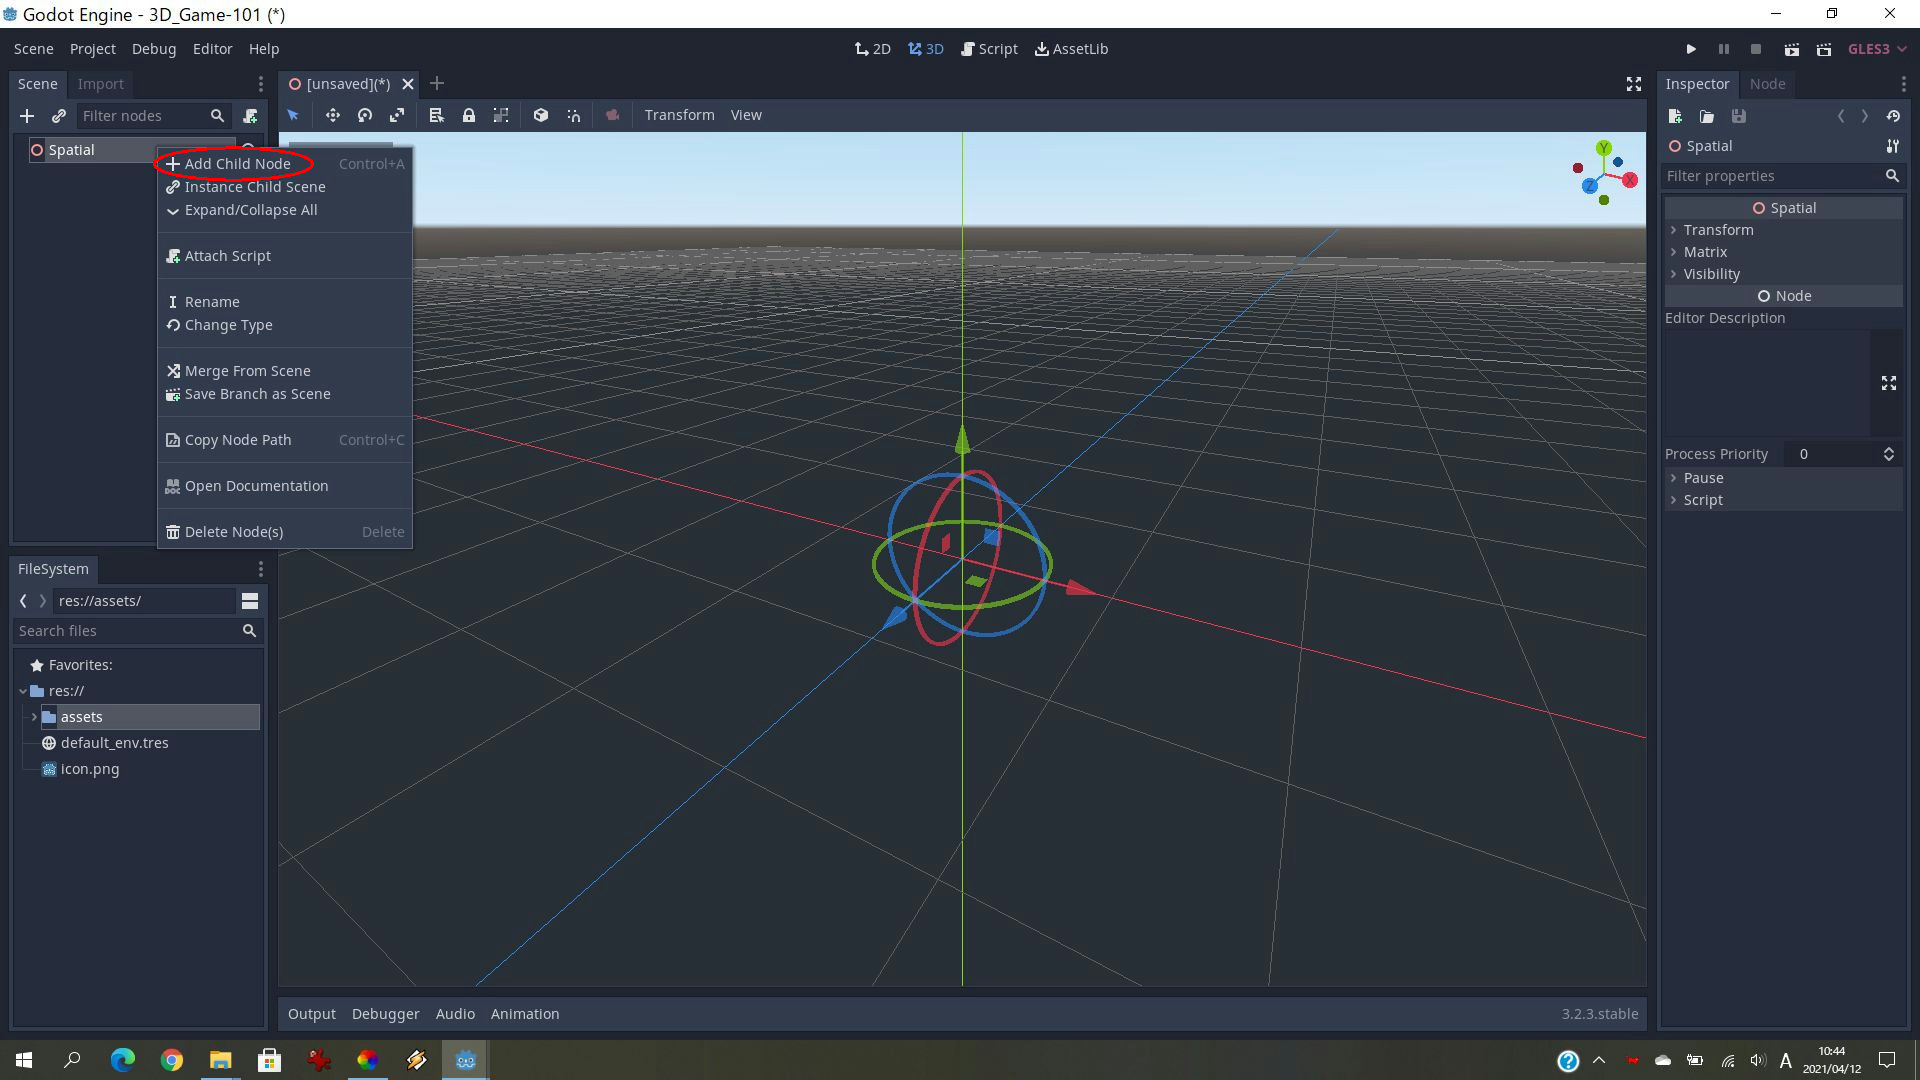 Godot Engine - 3D_Game-101 (*)
Scene Project Debug Editor Help
2D 3D Script AssetLib
GLES3
Scene Import
[unsaved](*)
Inspector Node
Filter nodes
Transform View
Spatial
Spatial
Filter properties
Add Child Node Control+A
Instance Child Scene
Expand/Collapse All
Attach Script
Rename
Change Type
Merge From Scene
Save Branch as Scene
Copy Node Path Control+C
Open Documentation
Delete Node(s) Delete
Y
X
Z
Spatial
Transform
Matrix
Visibility
Node
Editor Description
Process Priority 0
Pause
Script
FileSystem
res://assets/
Search files
Favorites:
res://
assets
default_env.tres
icon.png
Output Debugger Audio Animation
3.2.3.stable
A
10:44
2021/04/12